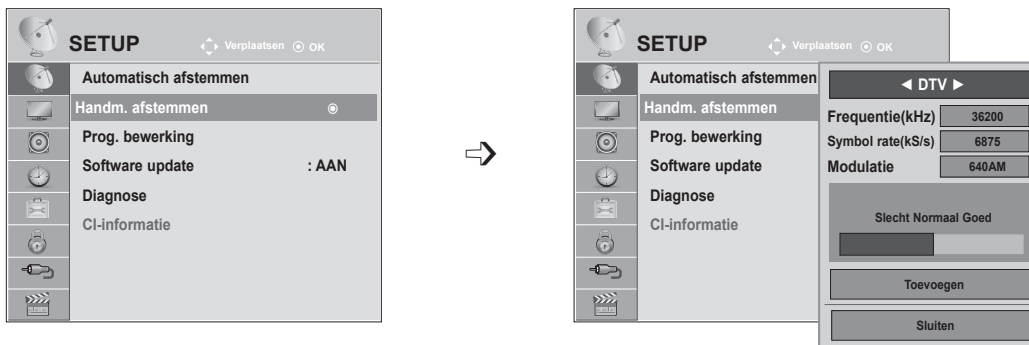 SETUP Verplaatsen OK
Automatisch afstemmen
Handm. afstemmen
Prog. bewerking
Software update : AAN
Diagnose
CI-informatie
SETUP Verplaatsen OK
Automatisch afstemmen
Handm. afstemmen
Prog. bewerking
Software update
Diagnose
CI-informatie
◀ DTV ▶
Frequentie(kHz) 36200
Symbol rate(kS/s) 6875
Modulatie 640AM
Slecht Normaal Goed
Toevoegen
Sluiten